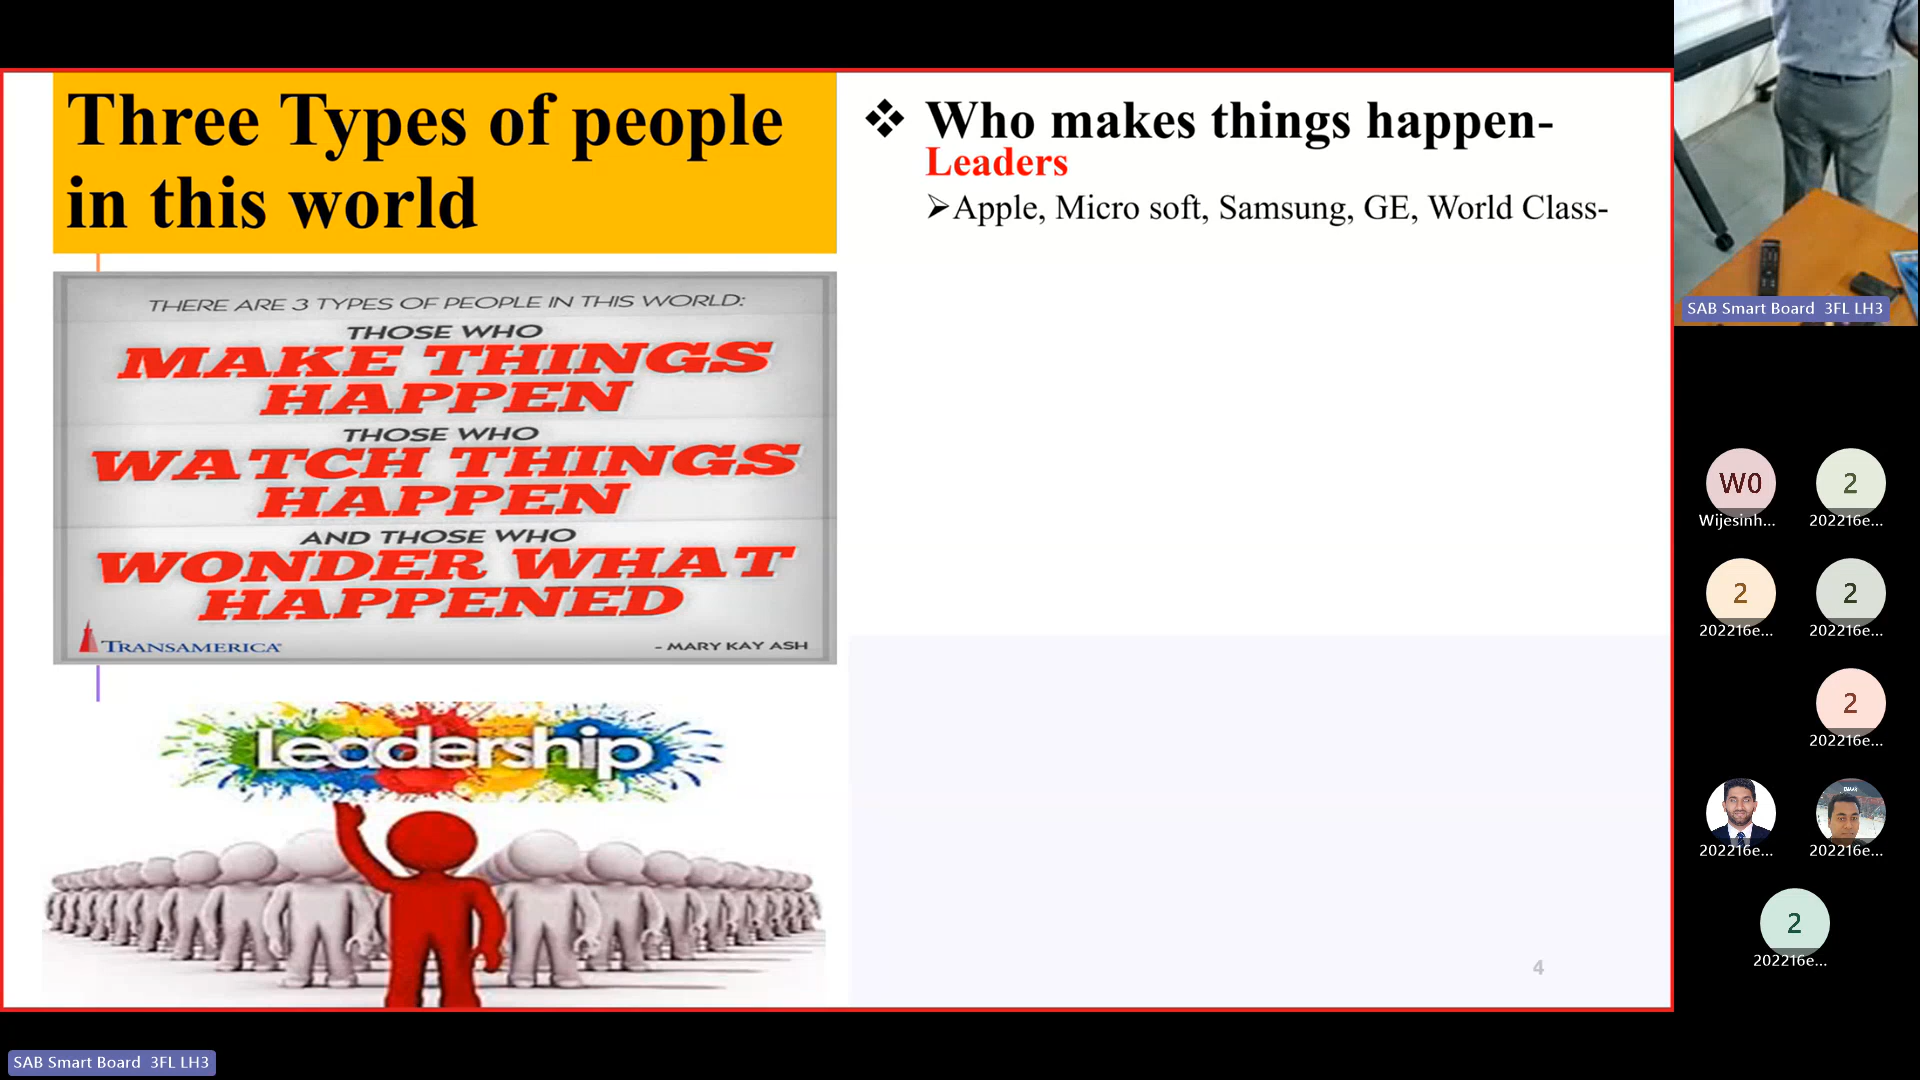 Three Types of people
in this world
THERE ARE 3 TYPES OF PEOPLE IN THIS WORLD:
THOSE WHO
MAKE THINGS
HAPPEN
THOSE WHO
WATCH THINGS
HAPPEN
AND THOSE WHO
WONDER WHAT
HAPPENED
TRANSAMERICA
- MARY KAY ASH
Leadership
❖ Who makes things happen-
Leaders
➢Apple, Micro soft, Samsung, GE, World Class-
4
SAB Smart Board 3FL LH3
W0
Wijesinh...
2
202216e...
2
202216e...
2
202216e...
2
202216e...
202216e...
202216e...
2
202216e...
SAB Smart Board 3FL LH3